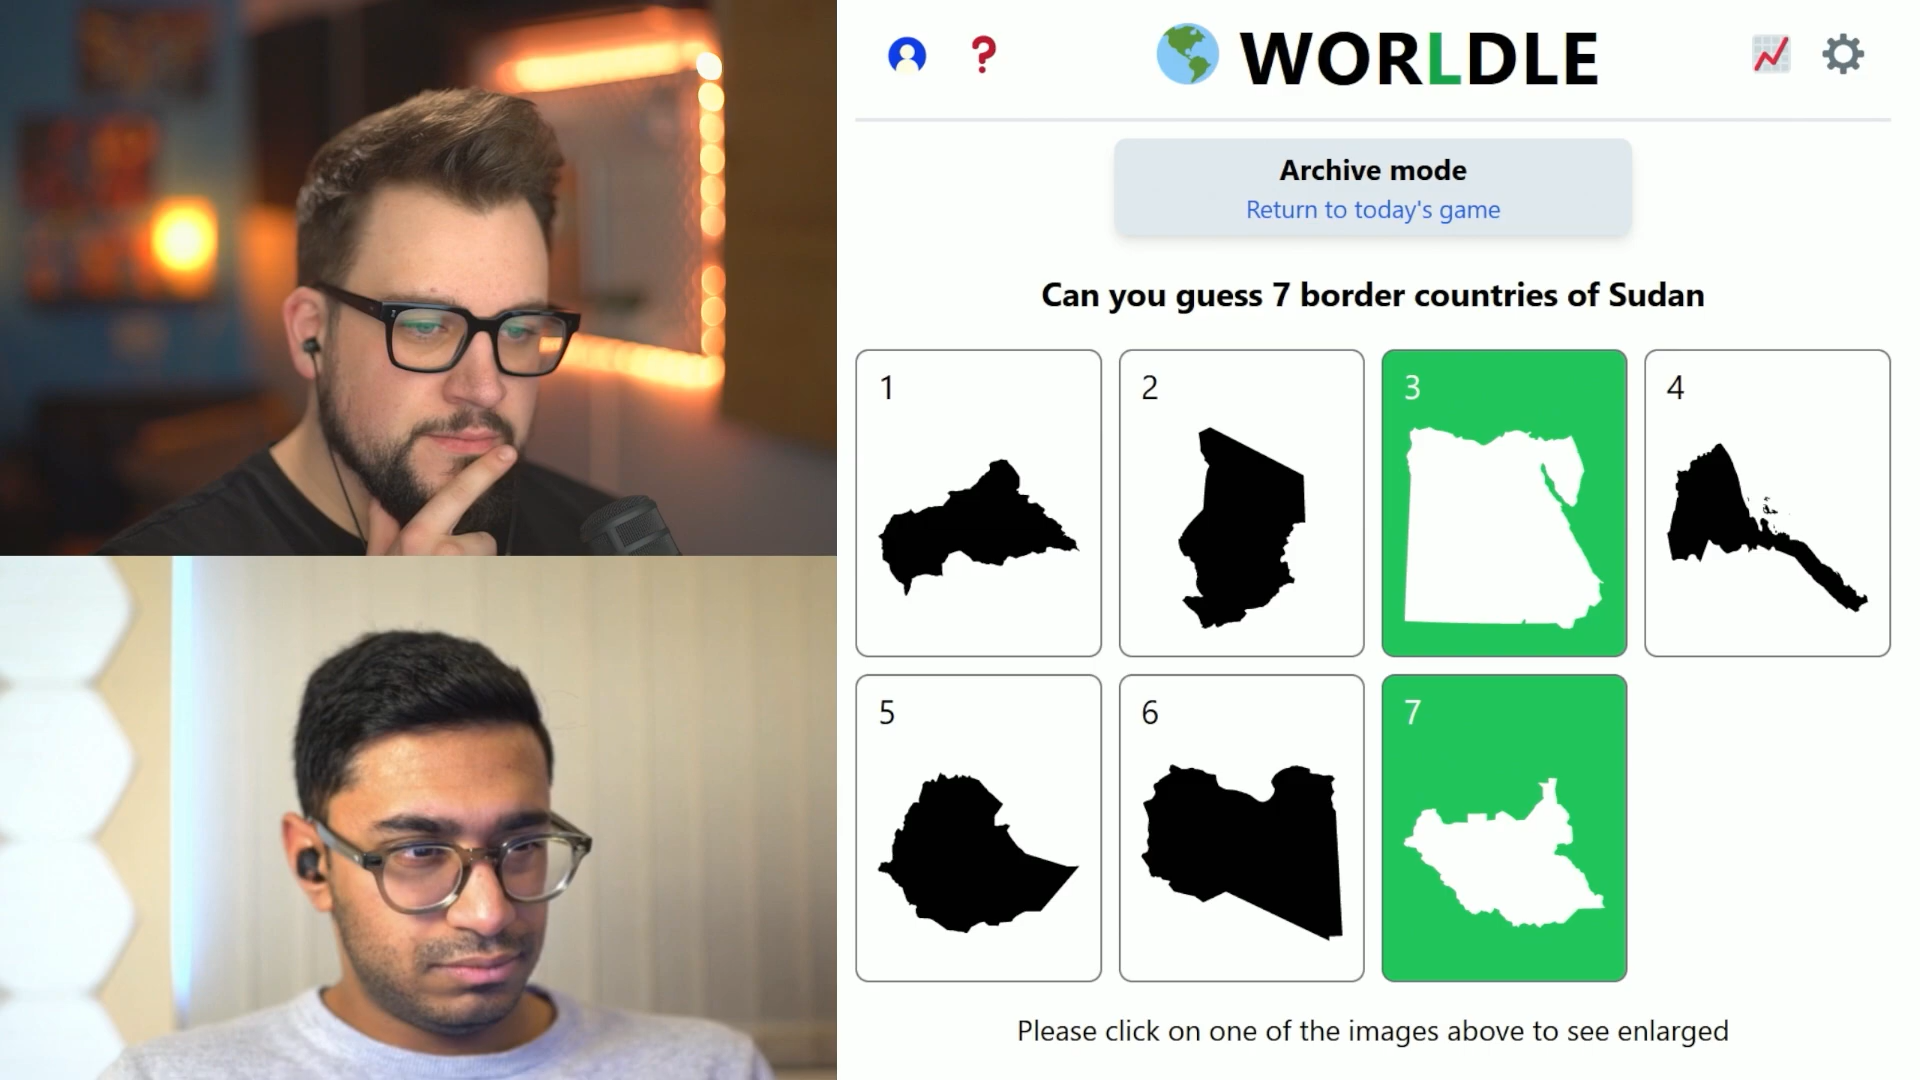 ?
WORLDLE
Archive mode
Return to today's game
Can you guess 7 border countries of Sudan
1
2
3
4
5
6
7
Please click on one of the images above to see enlarged